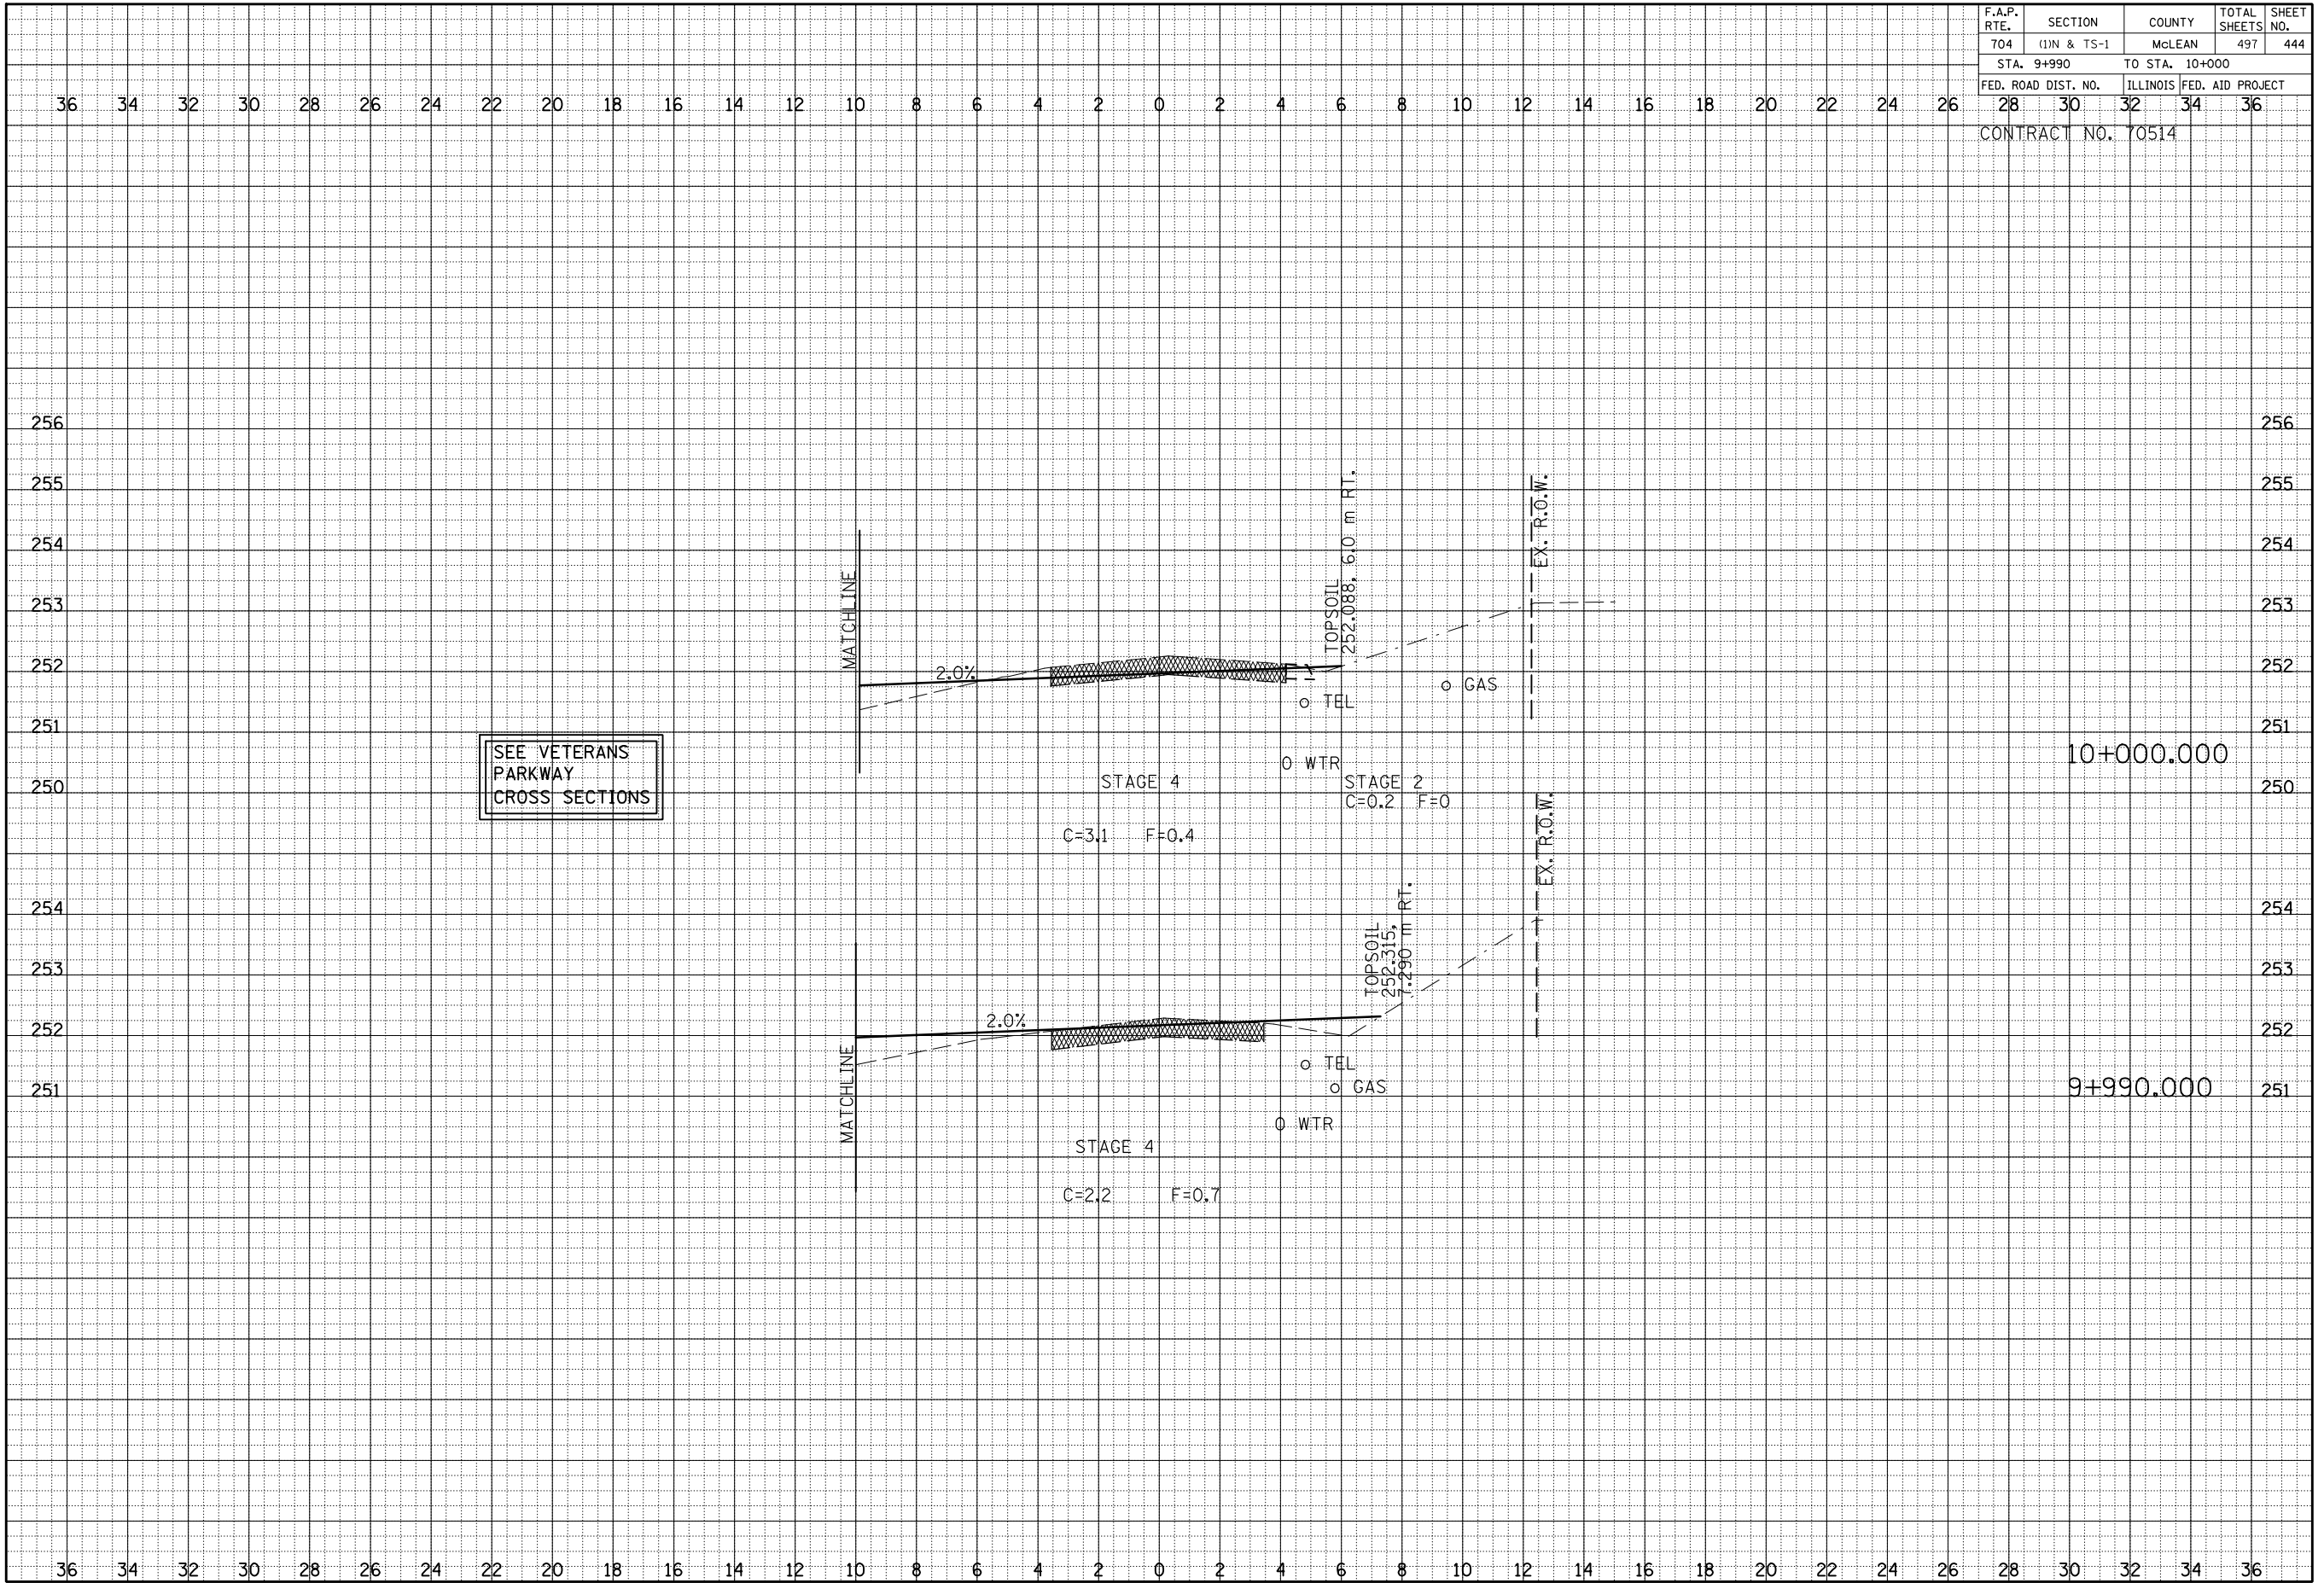 F.A.P. RTE. SECTION COUNTY TOTAL SHEETS SHEET NO.
704 (1)N & TS-1 McLEAN 497 444
STA. 9+990 TO STA. 10+000
FED. ROAD DIST. NO. ILLINOIS FED. AID PROJECT
36 34 32 30 28 26 24 22 20 18 16 14 12 10 8 6 4 2 0 2 4 6 8 10 12 14 16 18 20 22 24 26 28 30 32 34 36
CONTRACT NO. 70514
256 256
255 255
254 254
253 253
252 252
251 251
250 250
MATCHLINE
2.0%
TOPSOIL
252.088, 6.0 m RT.
EX. R.O.W.
GAS
TEL
WTR
10+000.000
SEE VETERANS
PARKWAY
CROSS SECTIONS
STAGE 4
C=3.1 F=0.4
STAGE 2
C=0.2 F=0
EX. R.O.W.
254 254
253 253
252 252
251 251
MATCHLINE
2.0%
TOPSOIL
252.315,
7.290 m RT.
TEL
GAS
WTR
9+990.000
STAGE 4
C=2.2 F=0.7
36 34 32 30 28 26 24 22 20 18 16 14 12 10 8 6 4 2 0 2 4 6 8 10 12 14 16 18 20 22 24 26 28 30 32 34 36